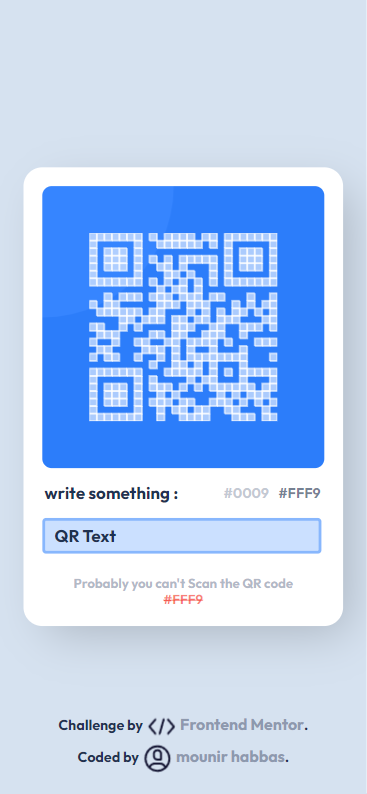 write something : #0009 #FFF9
QR Text
Probably you can't Scan the QR code
#FFF9
Challenge by </> Frontend Mentor.
Coded by mounir habbas.